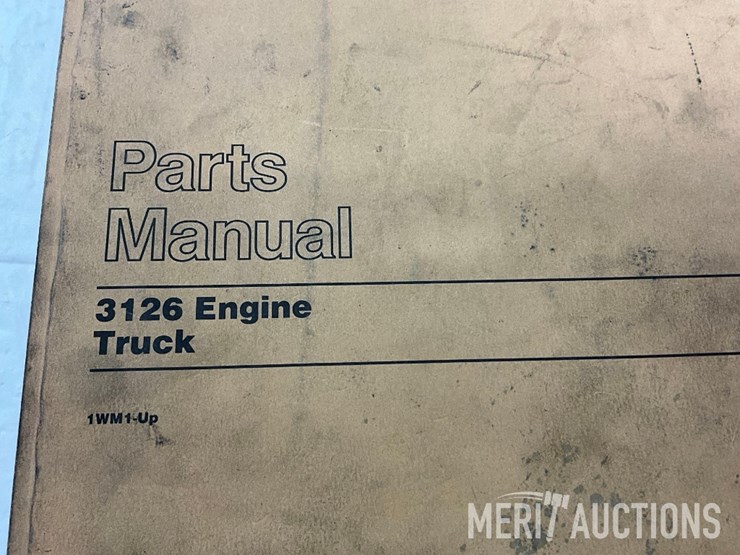 Parts
Manual
3126 Engine
Truck
1WM1-Up
MERIT AUCTIONS